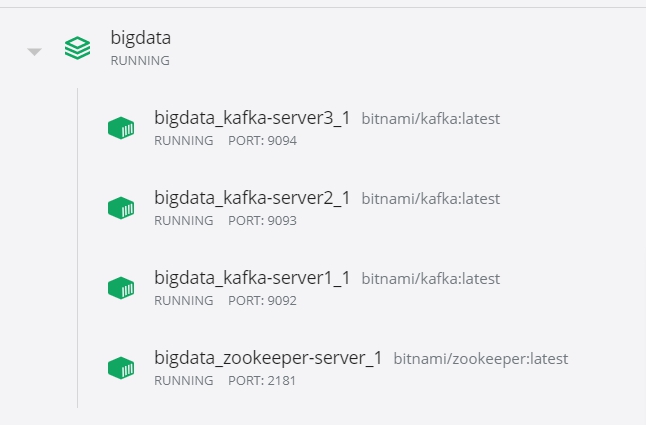 bigdata
RUNNING
bigdata_kafka-server3_1 bitnami/kafka:latest
RUNNING PORT: 9094
bigdata_kafka-server2_1 bitnami/kafka:latest
RUNNING PORT: 9093
bigdata_kafka-server1_1 bitnami/kafka:latest
RUNNING PORT: 9092
bigdata_zookeeper-server_1 bitnami/zookeeper:latest
RUNNING PORT: 2181